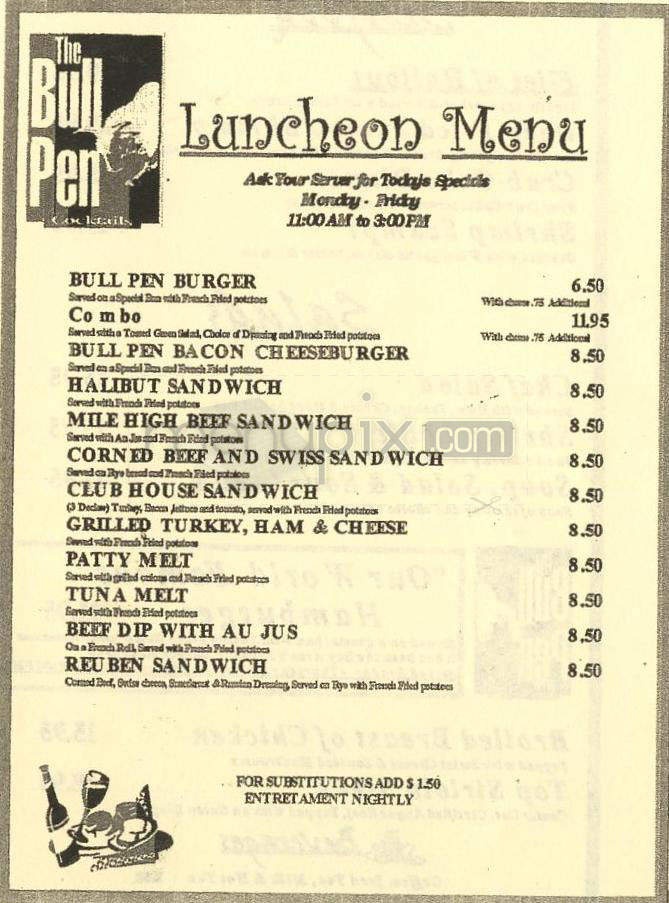 The
Bull
Pen
Cocktails
Luncheon Menu
Ask Your Server for Today's Specials
Monday - Friday
11:00 AM to 3:00 PM
BULL PEN BURGER 6.50
Served on a Special Bun with French Fried potatoes With cheese .75 Additional
Combo 11.95
Served with a Tossed Green Salad, Choice of Dressing and French Fried potatoes With cheese .75 Additional
BULL PEN BACON CHEESEBURGER 8.50
Served on a Special Bun and French Fried potatoes
HALIBUT SANDWICH 8.50
Served with French Fried potatoes
MILE HIGH BEEF SANDWICH 8.50
Served with Au Jus and French Fried potatoes
menupix.com
CORNED BEEF AND SWISS SANDWICH 8.50
Served on Rye bread and French Fried potatoes
CLUB HOUSE SANDWICH 8.50
(3 Decker) Turkey, Bacon, lettuce and tomato, served with French Fried potatoes
GRILLED TURKEY, HAM & CHEESE 8.50
Served with French Fried potatoes
PATTY MELT 8.50
Served with grilled onions and French Fried potatoes
TUNA MELT 8.50
Served with French Fried potatoes
BEEF DIP WITH AU JUS 8.50
On a French Roll, Served with French Fried potatoes
REUBEN SANDWICH 8.50
Corned Beef, Swiss cheese, Sauerkraut & Russian Dressing, Served on Rye with French Fried potatoes
FOR SUBSTITUTIONS ADD $1.50
ENTRETAMENT NIGHTLY